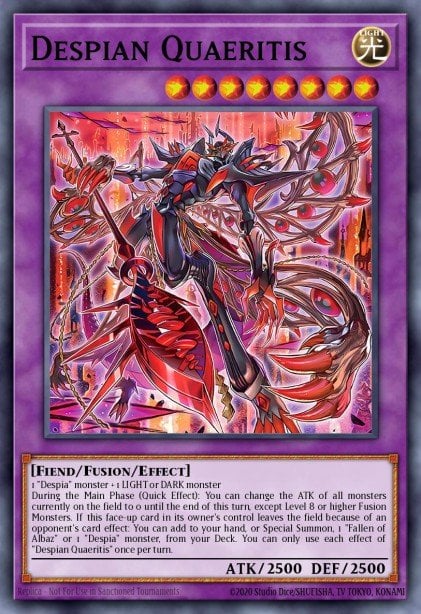 DESPIAN QUAERITIS
LIGHT
光
[FIEND/FUSION/EFFECT]
1 "Despia" monster + 1 LIGHT or DARK monster
During the Main Phase (Quick Effect): You can change the ATK of all monsters
currently on the field to 0 until the end of this turn, except Level 8 or higher Fusion
Monsters. If this face-up card in its owner's control leaves the field because of an
opponent's card effect: You can add to your hand, or Special Summon, 1 "Fallen of
Albaz" or 1 "Despia" monster, from your Deck. You can only use each effect of
"Despian Quaeritis" once per turn.
ATK/2500 DEF/2500
Replica - Not For Use in Sanctioned Tournaments
©2020 Studio Dice/SHUEISHA, TV TOKYO, KONAMI